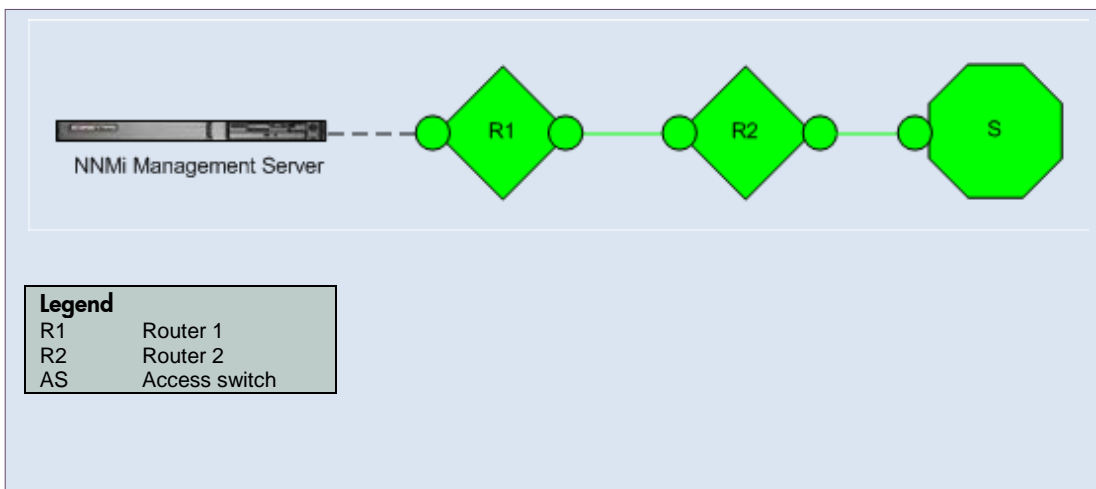 R1
R2
S
NNMi Management Server
Legend
R1 Router 1
R2 Router 2
AS Access switch